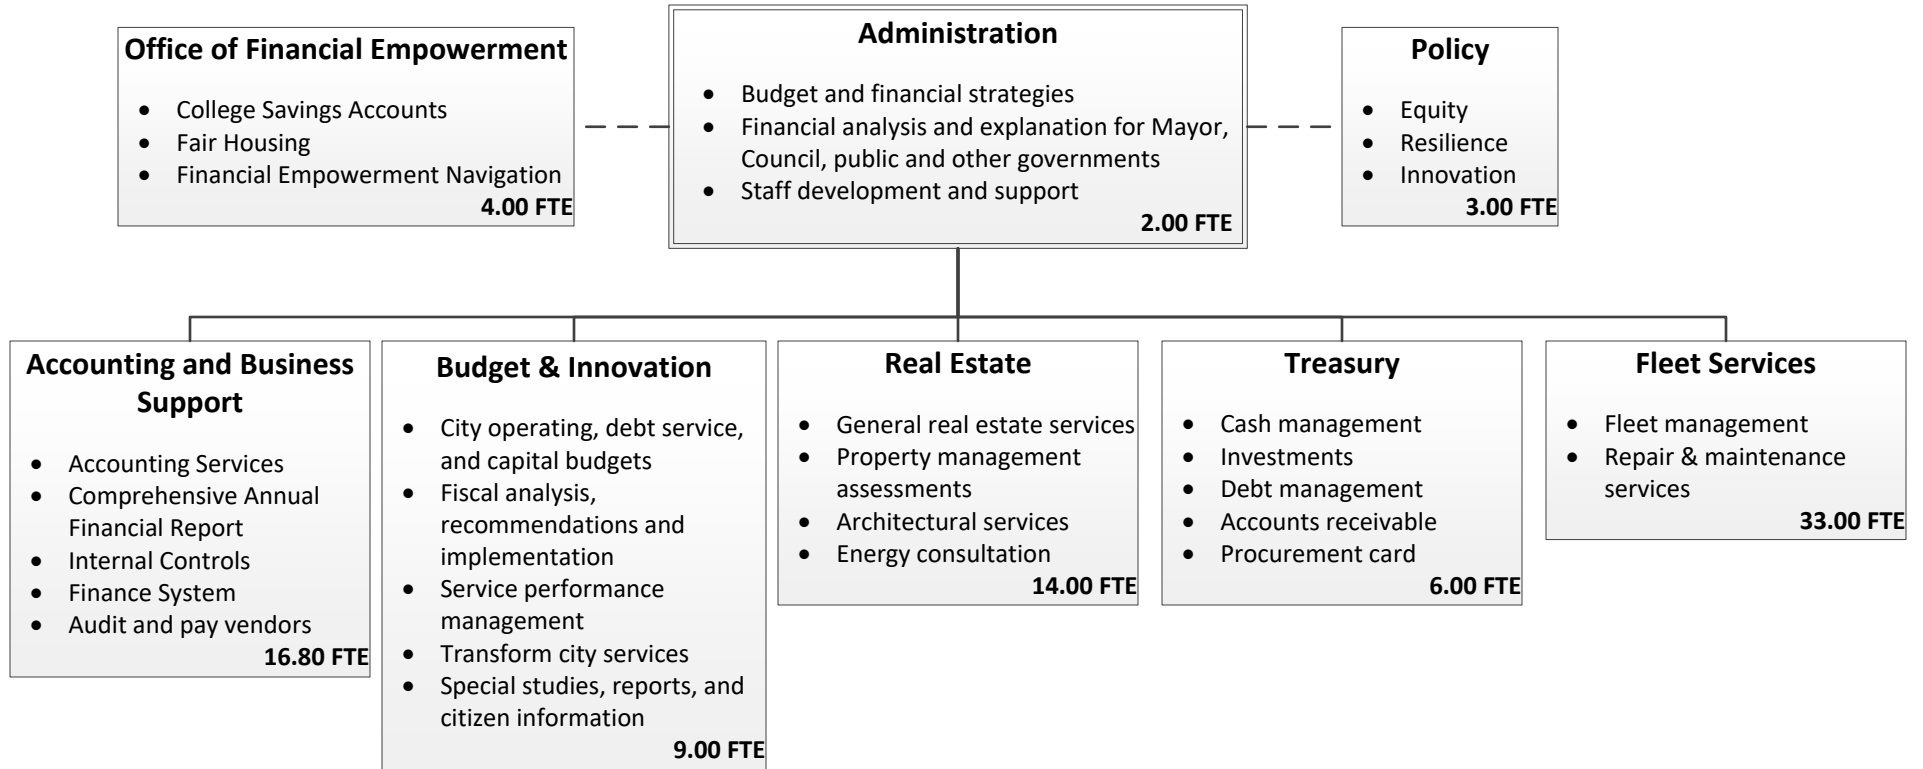 Office of Financial Empowerment
• College Savings Accounts
• Fair Housing
• Financial Empowerment Navigation
4.00 FTE
Administration
• Budget and financial strategies
• Financial analysis and explanation for Mayor,
Council, public and other governments
• Staff development and support
2.00 FTE
Policy
• Equity
• Resilience
• Innovation
3.00 FTE
Accounting and Business
Support
• Accounting Services
• Comprehensive Annual
Financial Report
• Internal Controls
• Finance System
• Audit and pay vendors
16.80 FTE
Budget & Innovation
• City operating, debt service,
and capital budgets
• Fiscal analysis,
recommendations and
implementation
• Service performance
management
• Transform city services
• Special studies, reports, and
citizen information
9.00 FTE
Real Estate
• General real estate services
• Property management
assessments
• Architectural services
• Energy consultation
14.00 FTE
Treasury
• Cash management
• Investments
• Debt management
• Accounts receivable
• Procurement card
6.00 FTE
Fleet Services
• Fleet management
• Repair & maintenance
services
33.00 FTE